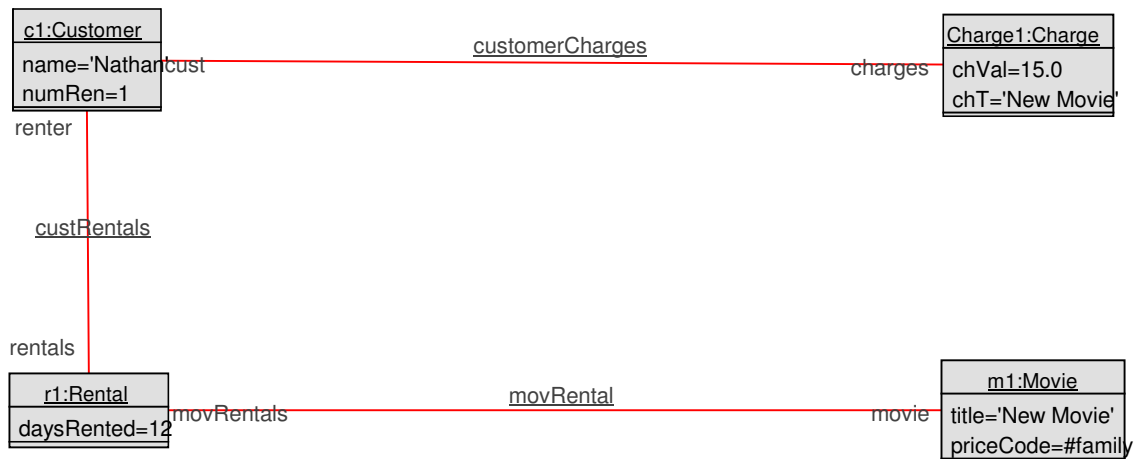 c1:Customer
name='Nathan
cust
numRen=1
renter
customerCharges
charges
Charge1:Charge
chVal=15.0
chT='New Movie'
custRentals
rentals
r1:Rental
daysRented=12
movRentals
movRental
movie
m1:Movie
title='New Movie'
priceCode=#family